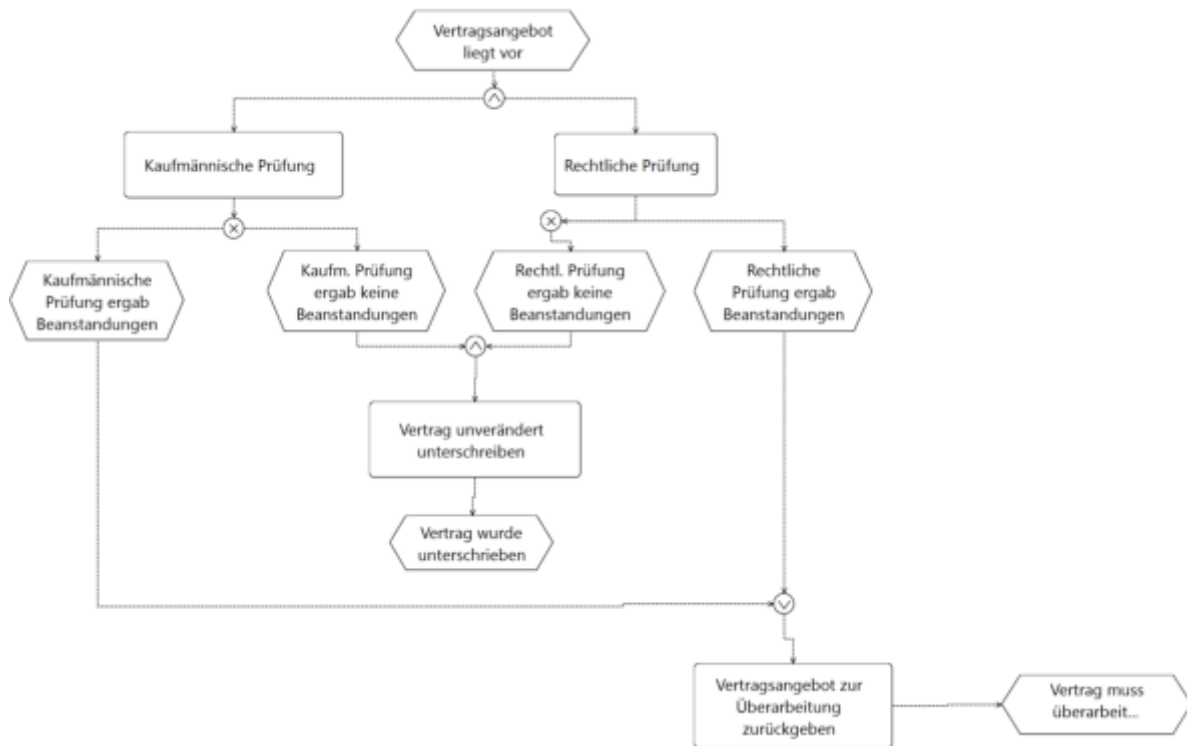 Vertragsangebot
liegt vor
Kaufmännische Prüfung
Rechtliche Prüfung
Kaufmännische
Prüfung ergab
Beanstandungen
Kaufm. Prüfung
ergab keine
Beanstandungen
Rechtl. Prüfung
ergab keine
Beanstandungen
Rechtliche
Prüfung ergab
Beanstandungen
Vertrag unverändert
unterschreiben
Vertrag wurde
unterschrieben
Vertragsangebot zur
Überarbeitung
zurückgeben
Vertrag muss
überarbeit...